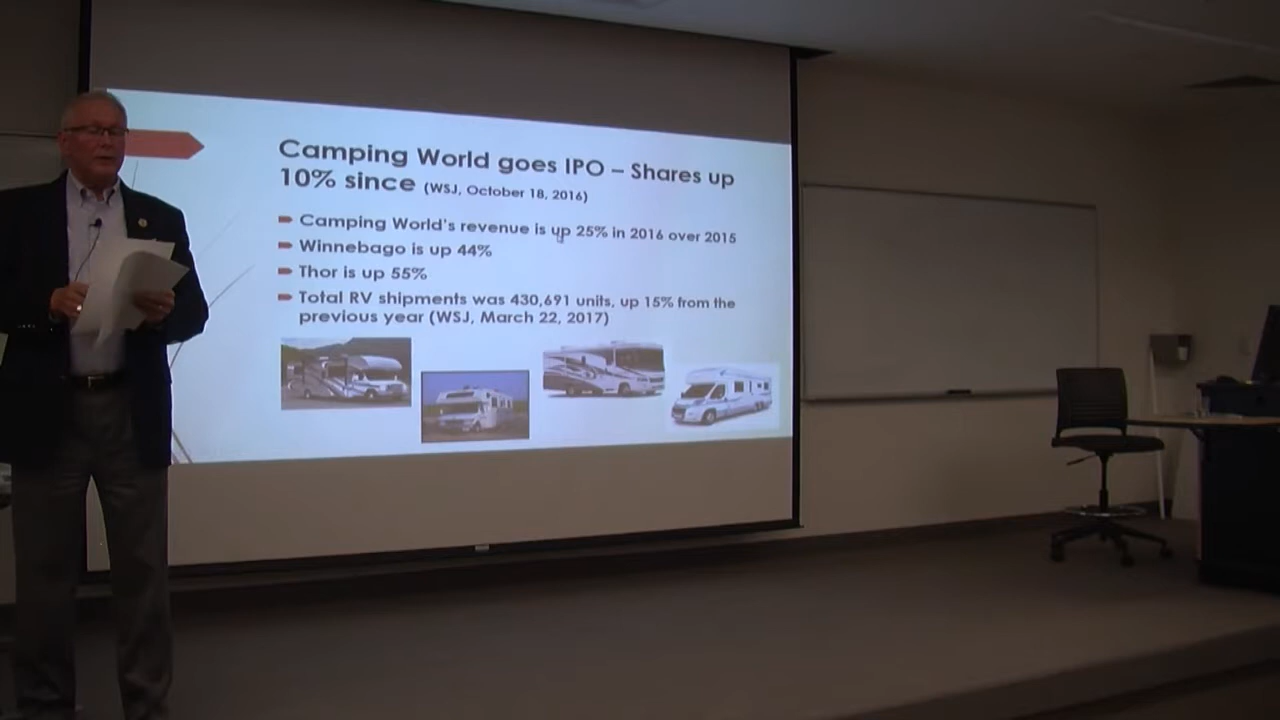 Camping World goes IPO – Shares up
10% since (WSJ, October 18, 2016)
Camping World's revenue is up 25% in 2016 over 2015
Winnebago is up 44%
Thor is up 55%
Total RV shipments was 430,691 units, up 15% from the
previous year (WSJ, March 22, 2017)